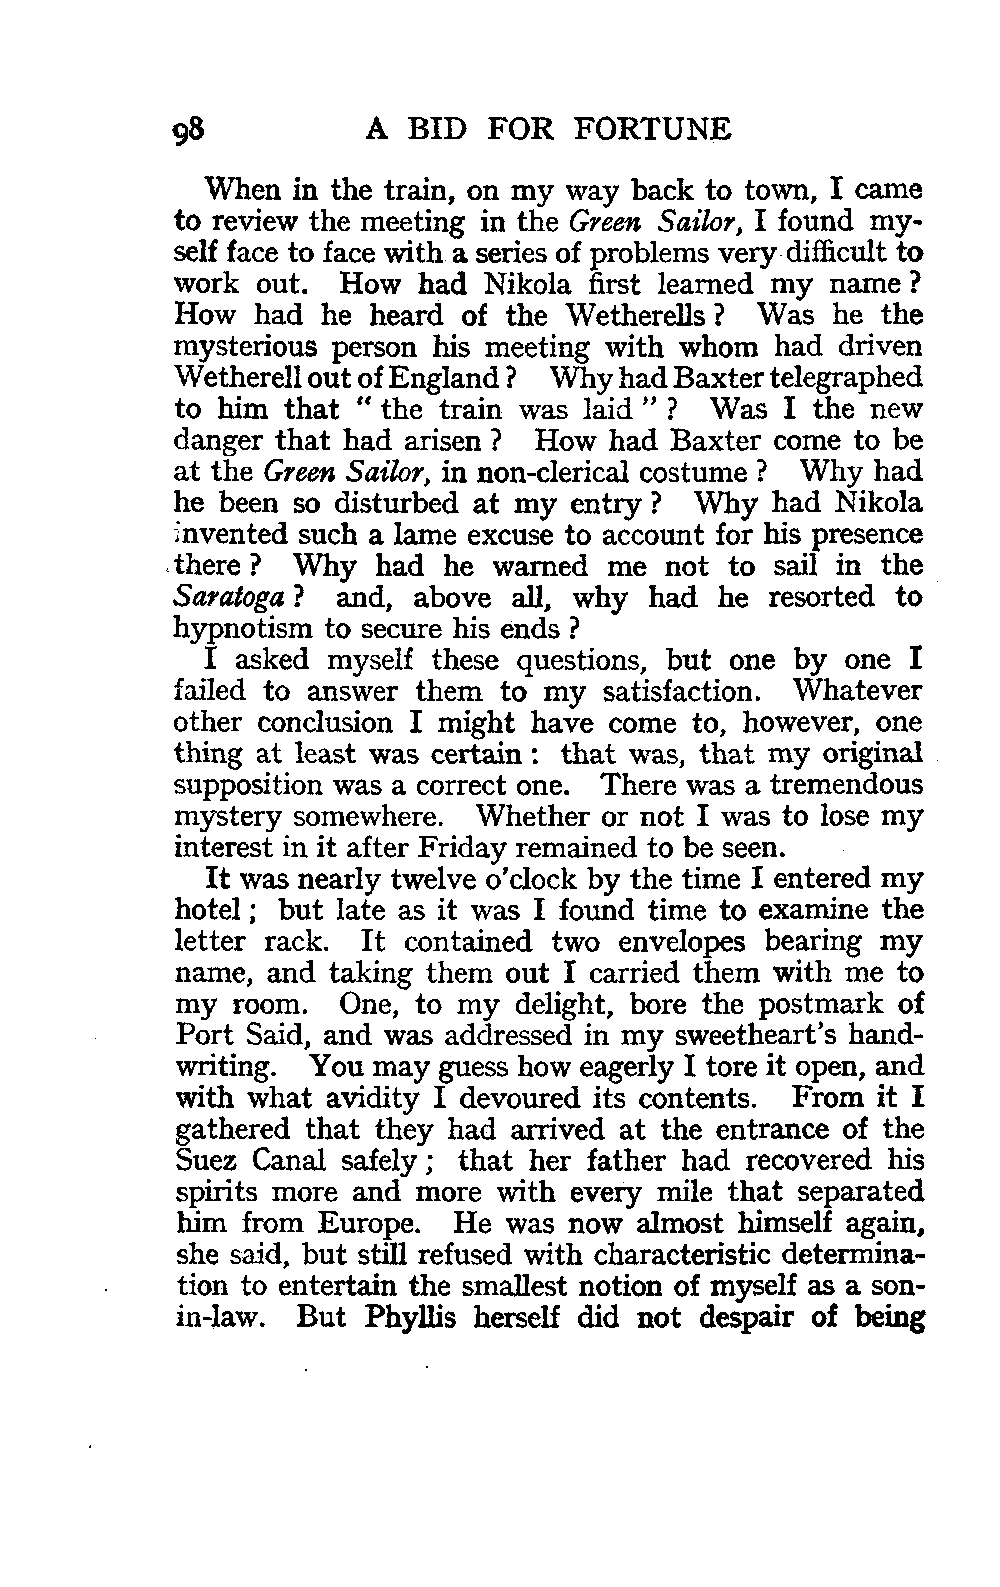 98 A BID FOR FORTUNE
When in the train, on my way back to town, I came
to review the meeting in the Green Sailor, I found my-
self face to face with a series of problems very difficult to
work out. How had Nikola first learned my name ?
How had he heard of the Wetherells ? Was he the
mysterious person his meeting with whom had driven
Wetherell out of England ? Why had Baxter telegraphed
to him that “ the train was laid ” ? Was I the new
danger that had arisen ? How had Baxter come to be
at the Green Sailor, in non-clerical costume ? Why had
he been so disturbed at my entry ? Why had Nikola
invented such a lame excuse to account for his presence
there ? Why had he warned me not to sail in the
Saratoga ? and, above all, why had he resorted to
hypnotism to secure his ends ?
I asked myself these questions, but one by one I
failed to answer them to my satisfaction. Whatever
other conclusion I might have come to, however, one
thing at least was certain : that was, that my original
supposition was a correct one. There was a tremendous
mystery somewhere. Whether or not I was to lose my
interest in it after Friday remained to be seen.
It was nearly twelve o’clock by the time I entered my
hotel ; but late as it was I found time to examine the
letter rack. It contained two envelopes bearing my
name, and taking them out I carried them with me to
my room. One, to my delight, bore the postmark of
Port Said, and was addressed in my sweetheart’s hand-
writing. You may guess how eagerly I tore it open, and
with what avidity I devoured its contents. From it I
gathered that they had arrived at the entrance of the
Suez Canal safely ; that her father had recovered his
spirits more and more with every mile that separated
him from Europe. He was now almost himself again,
she said, but still refused with characteristic determina-
tion to entertain the smallest notion of myself as a son-
in-law. But Phyllis herself did not despair of being